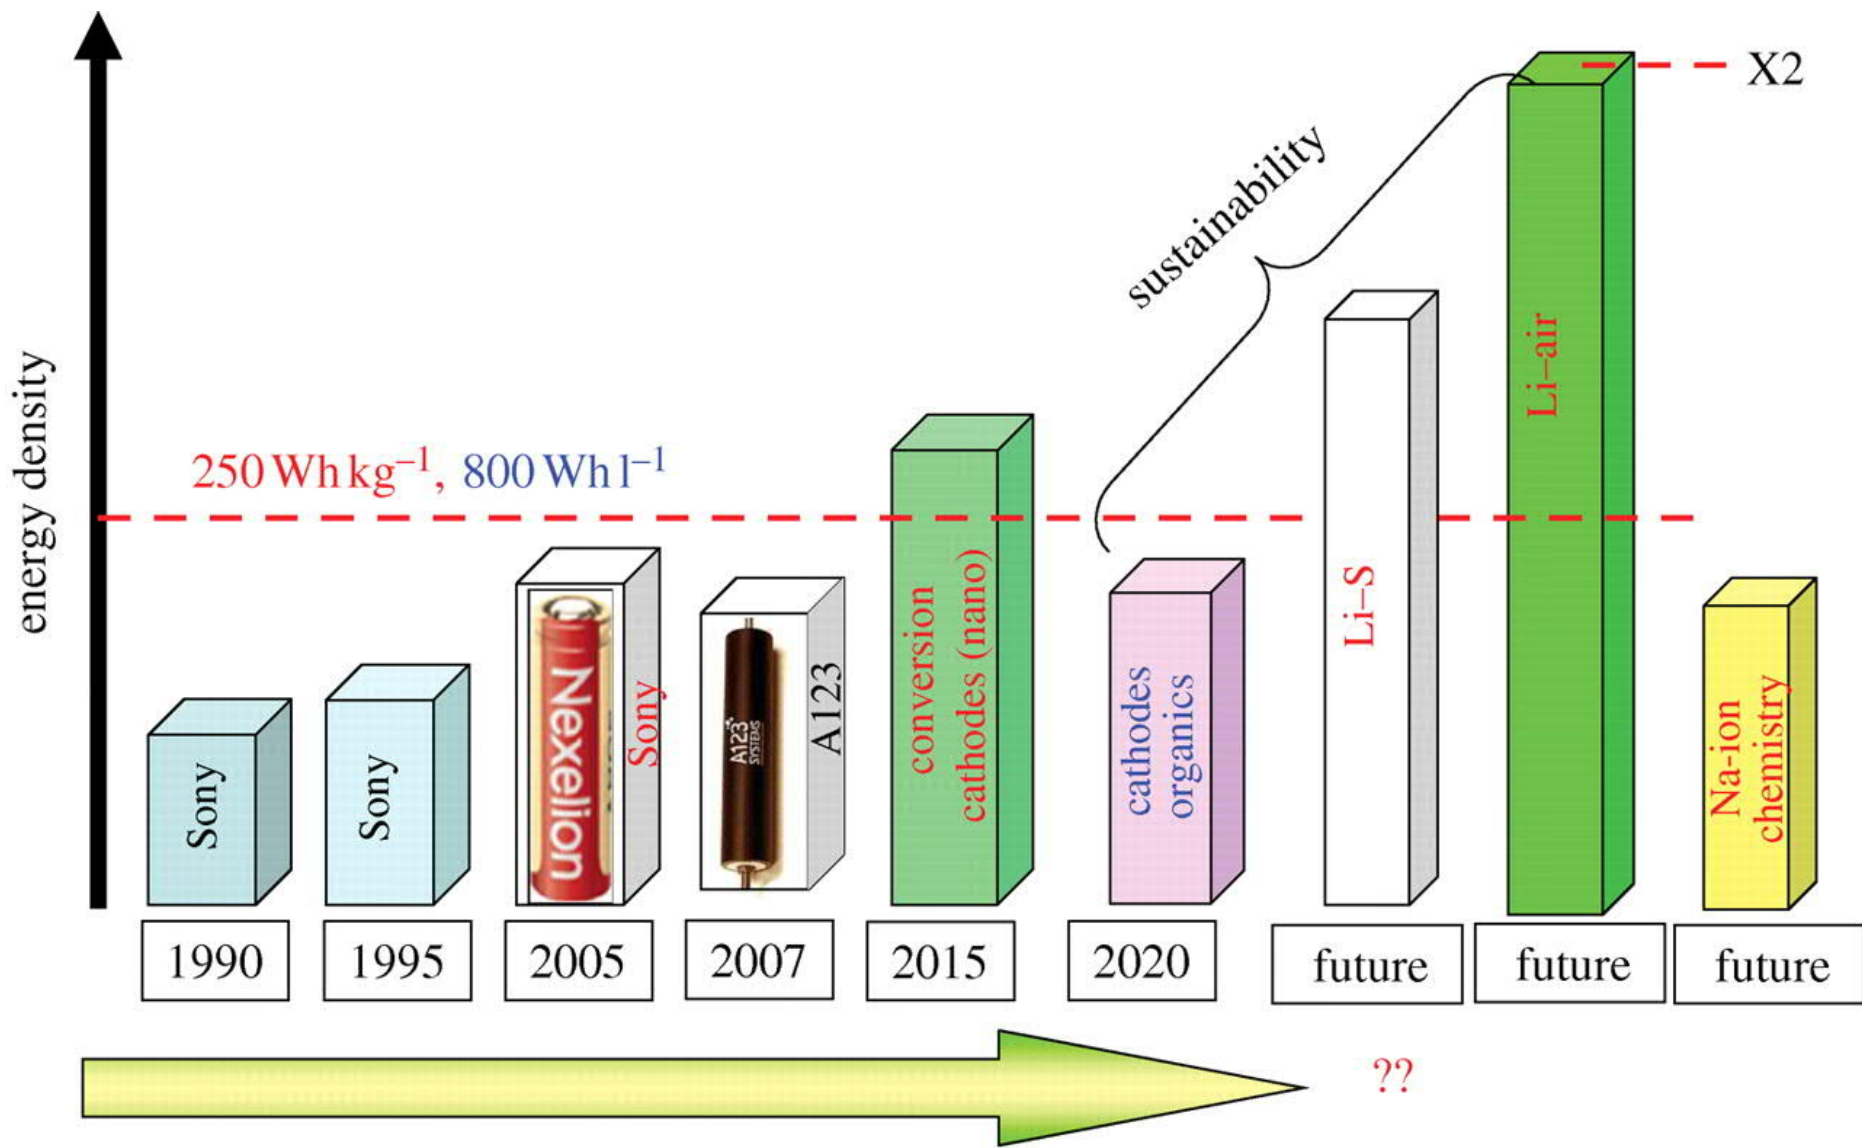 X2
sustainability
energy density
250 Wh kg⁻¹, 800 Wh l⁻¹
Sony
Sony
Nexelion
Sony
A123
SYSTEMS
A123
conversion
cathodes (nano)
cathodes
organics
Li–S
Li–air
Na-ion
chemistry
1990
1995
2005
2007
2015
2020
future
future
future
??